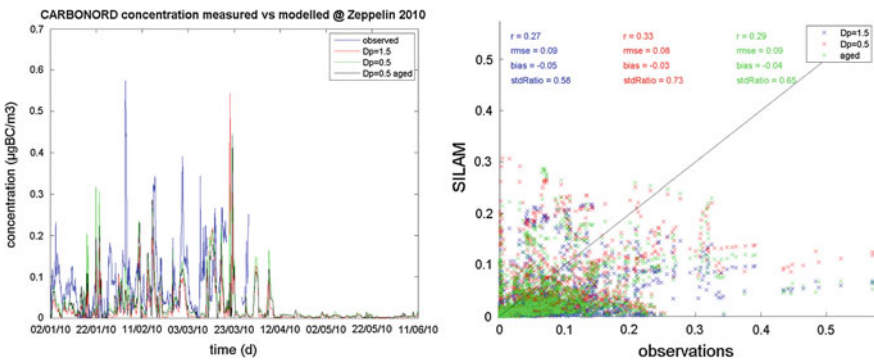 CARBONORD concentration measured vs modelled @ Zeppelin 2010
concentration (µgBC/m3)
0.7
0.6
0.5
0.4
0.3
0.2
0.1
0
observed
Dp=1.5
Dp=0.5
Dp=0.5 aged
02/01/10 22/01/10 11/02/10 03/03/10 23/03/10 12/04/10 02/05/10 22/05/10 11/06/10
time (d)
SILAM
0.5
0.4
0.3
0.2
0.1
0
r = 0.27 r = 0.33 r = 0.29
rmse = 0.09 rmse = 0.08 rmse = 0.09
bias = -0.05 bias = -0.03 bias = -0.04
stdRatio = 0.58 stdRatio = 0.73 stdRatio = 0.65
Dp=1.5
Dp=0.5
aged
0 0.1 0.2 0.3 0.4 0.5
observations